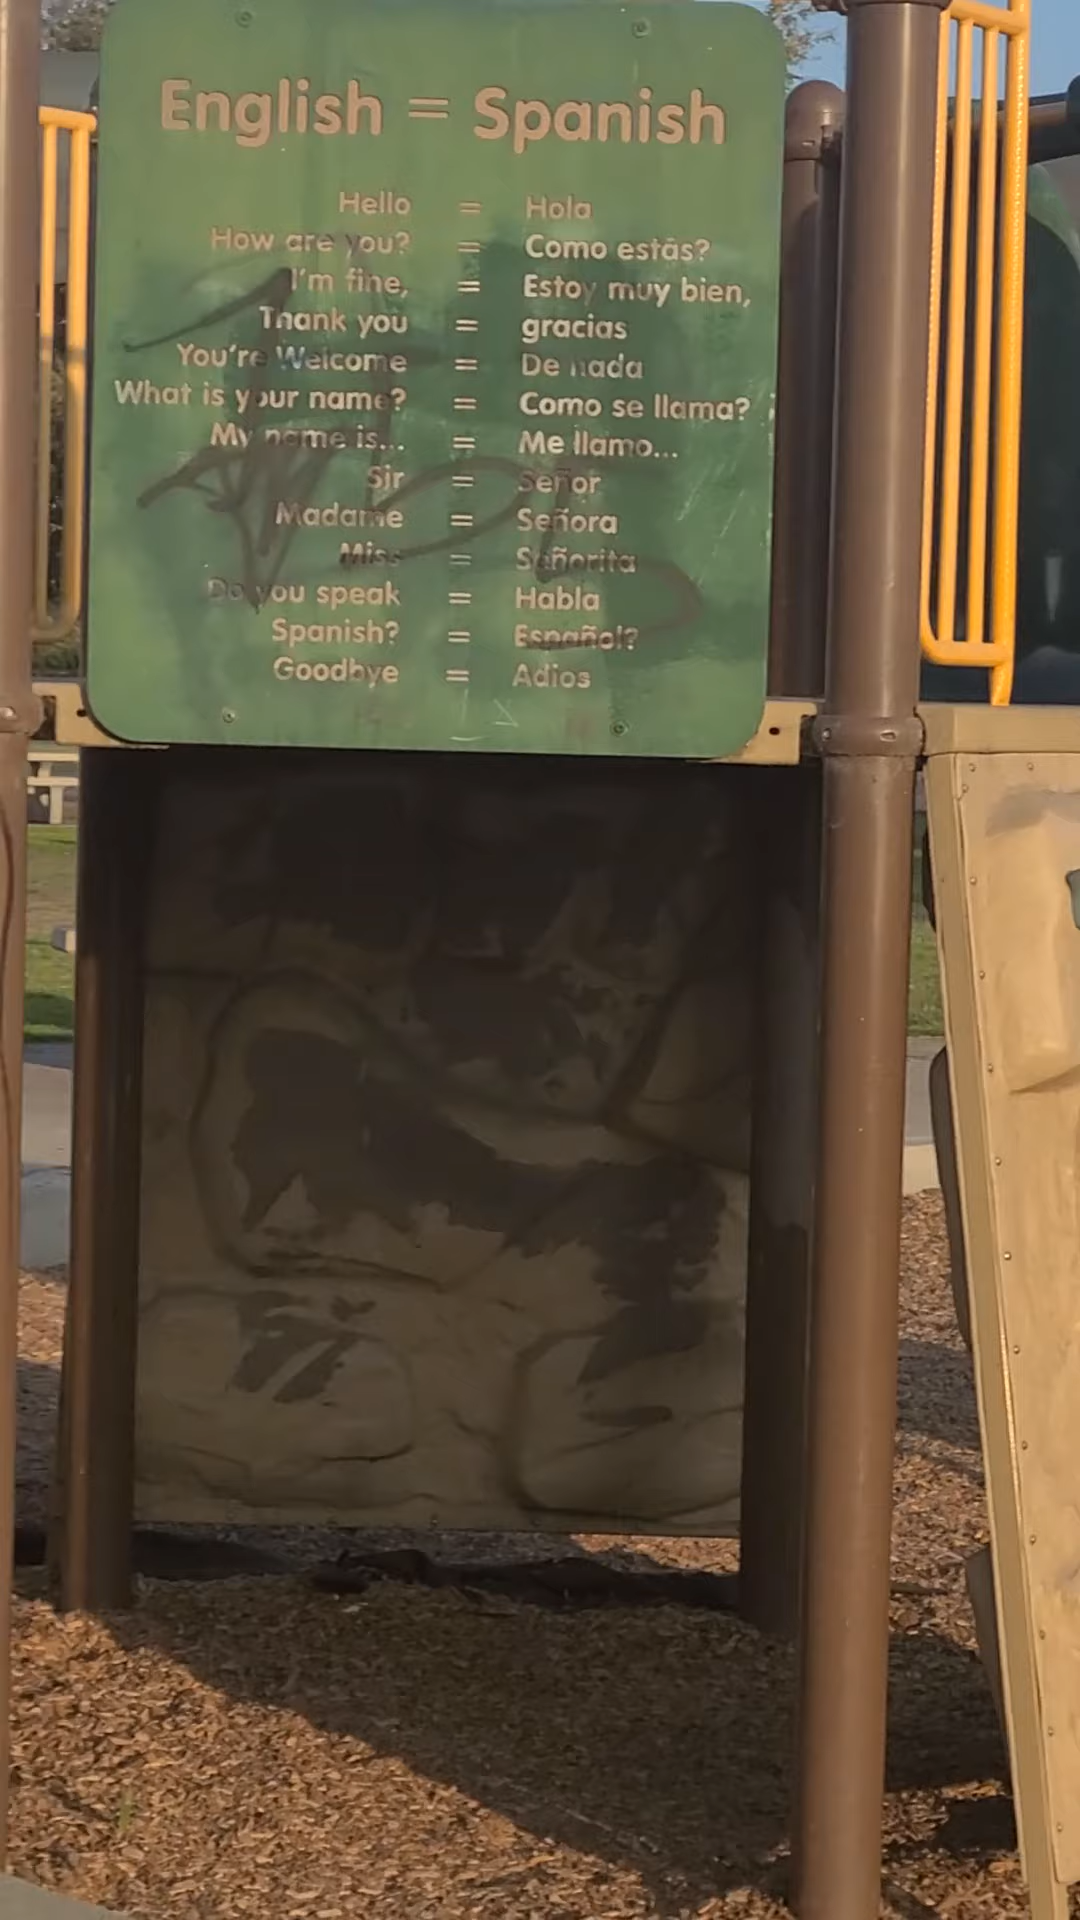 English = Spanish
Hello = Hola
How are you? = Como estās?
I'm fine, = Estoy muy bien,
Thank you = gracias
You're Welcome = De nada
What is your name? = Como se llama?
My name is... = Me llamo...
Sir = Señor
Madame = Señora
Miss = Señorita
Do you speak = Habla
Spanish? = Español?
Goodbye = Adios